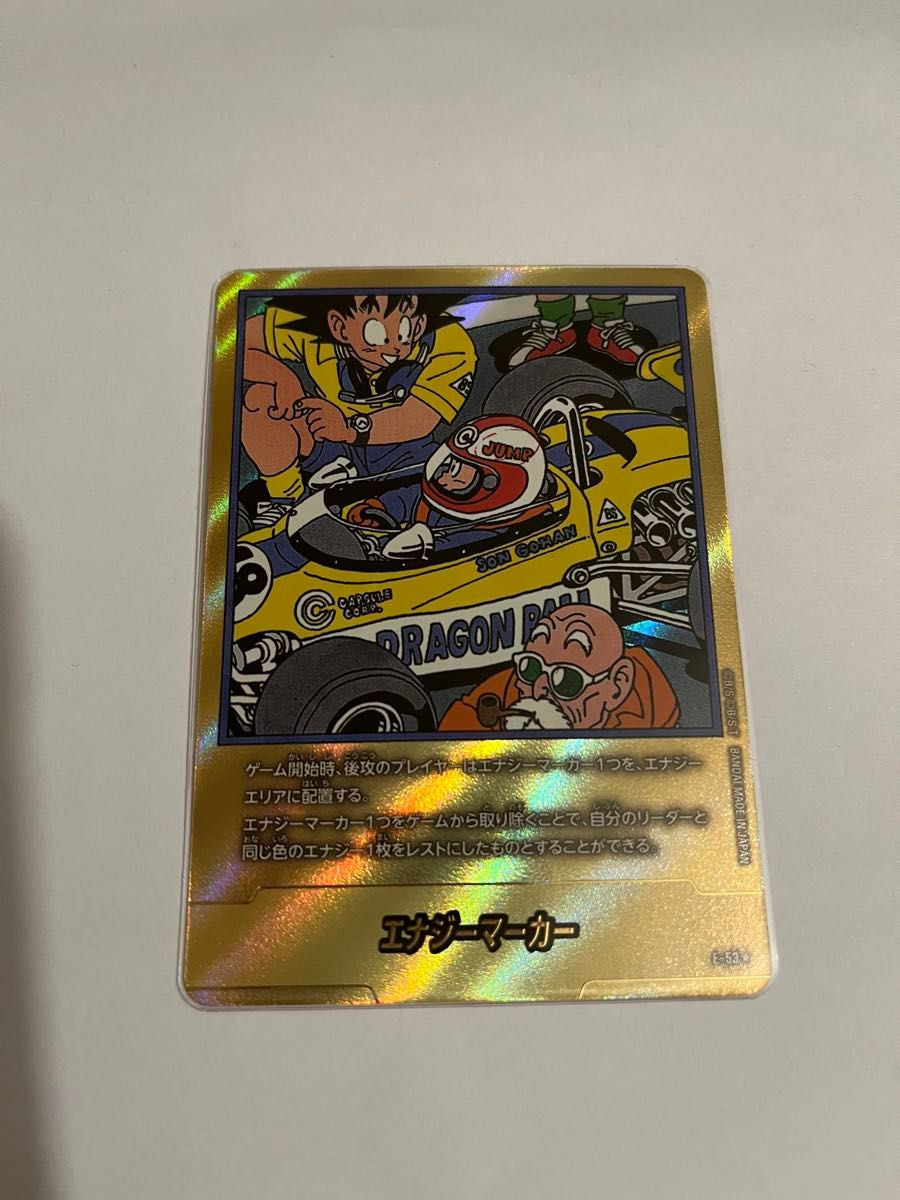 BS
JUMP
BS
SON GOHAN
CAPSULE
CORP.
DRAGON BALL
ゲーム開始時、後攻のプレイヤーはエナジーマーカー1つを、エナジー
エリアに配置する。
エナジーマーカー1つをゲームから取り除くことで、自分のリーダーと
同じ色のエナジー1枚をレストにしたものとすることができる。
エナジーマーカー
E-53
©B/S ©B/S・T BANDAI MADE IN JAPAN